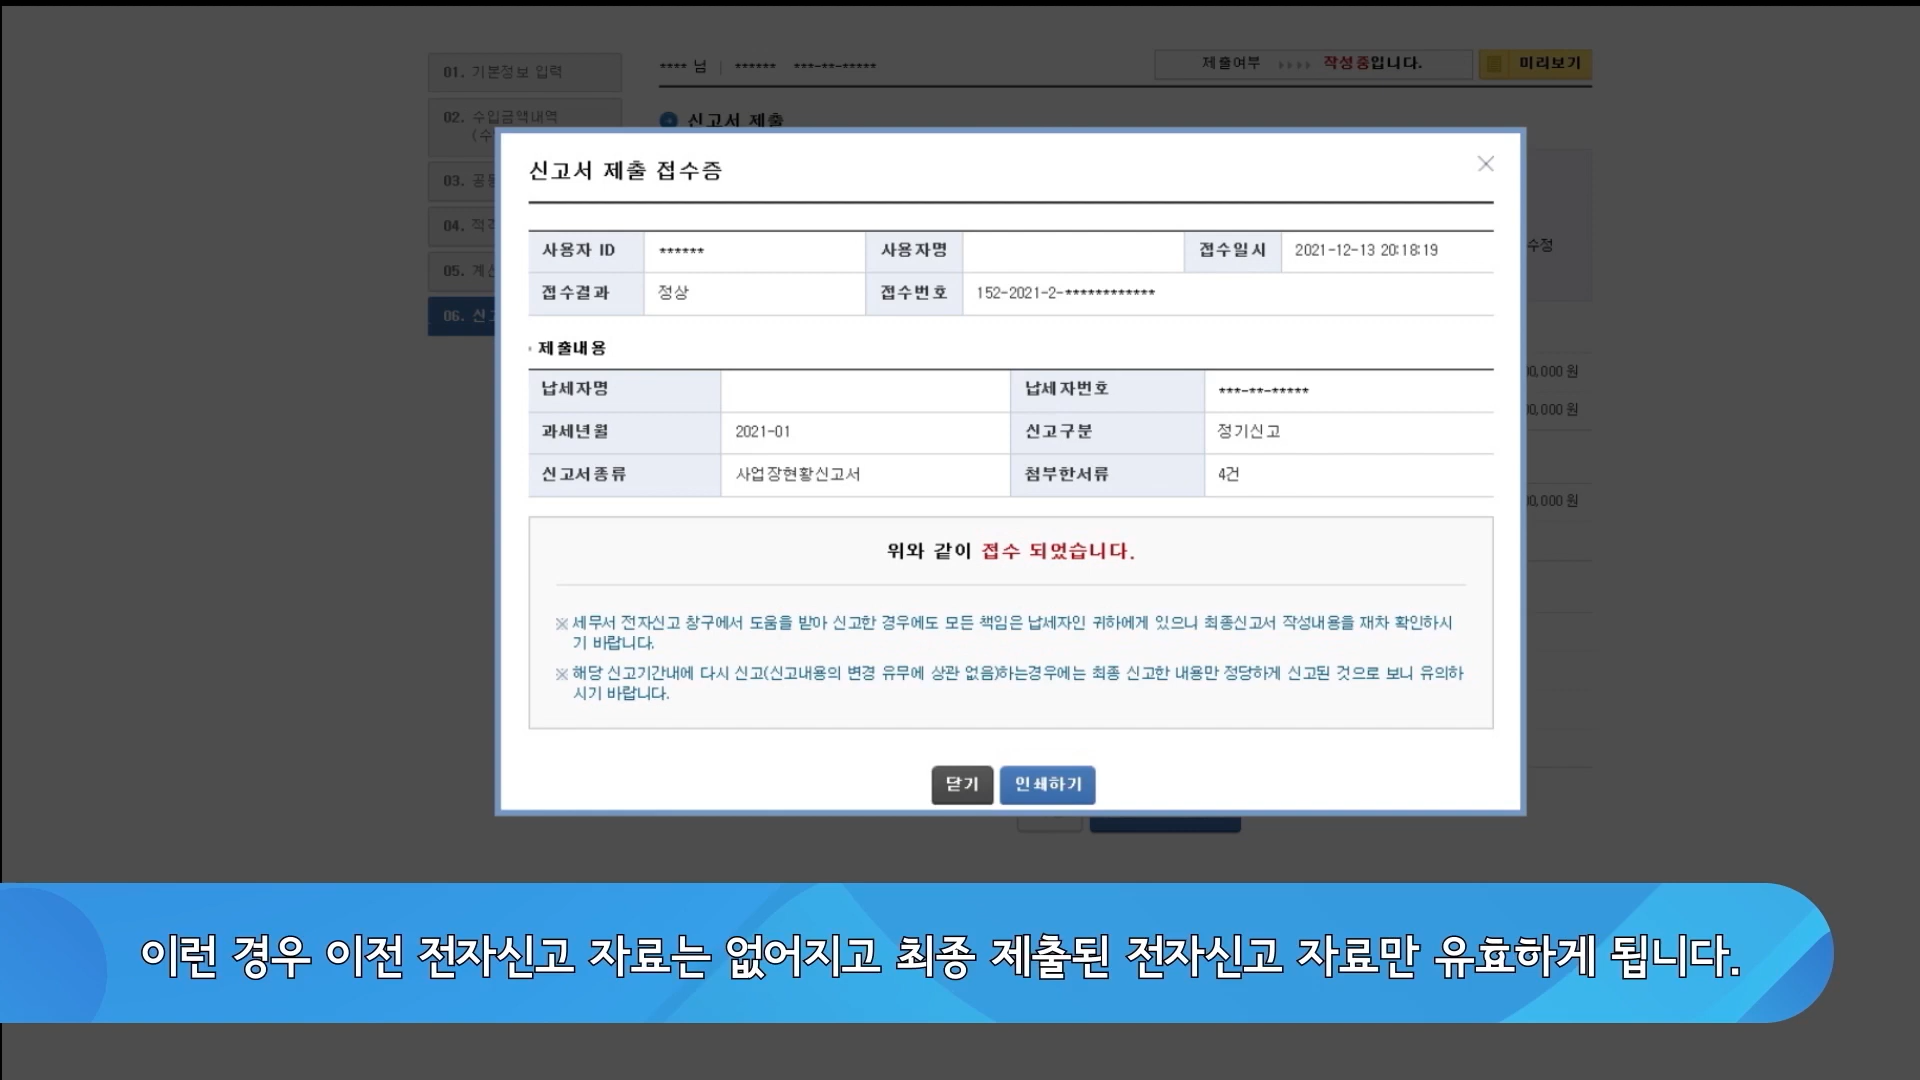 01. 기본정보 입력
02. 수입금액내역
(수
03. 공통
04. 적격
05. 계산
06. 신고
**** 님 | ****** ***-**-*****
제출여부 작성중입니다.
미리보기
신고서 제출
신고서 제출 접수증
사용자 ID ****** 사용자명 접수일시 2021-12-13 20:18:19
접수결과 정상 접수번호 152-2021-2-************
제출내용
납세자명 납세자번호 ***-**-*****
과세년월 2021-01 신고구분 정기신고
신고서종류 사업장현황신고서 첨부한서류 4건
위와 같이 접수 되었습니다.
※ 세무서 전자신고 창구에서 도움을 받아 신고한 경우에도 모든 책임은 납세자인 귀하에게 있으니 최종신고서 작성내용을 재차 확인하시
기 바랍니다.
※ 해당 신고기간내에 다시 신고(신고내용의 변경 유무에 상관 없음)하는경우에는 최종 신고한 내용만 정당하게 신고된 것으로 보니 유의하
시기 바랍니다.
닫기 인쇄하기
수정
00,000 원
00,000 원
00,000 원
이런 경우 이전 전자신고 자료는 없어지고 최종 제출된 전자신고 자료만 유효하게 됩니다.